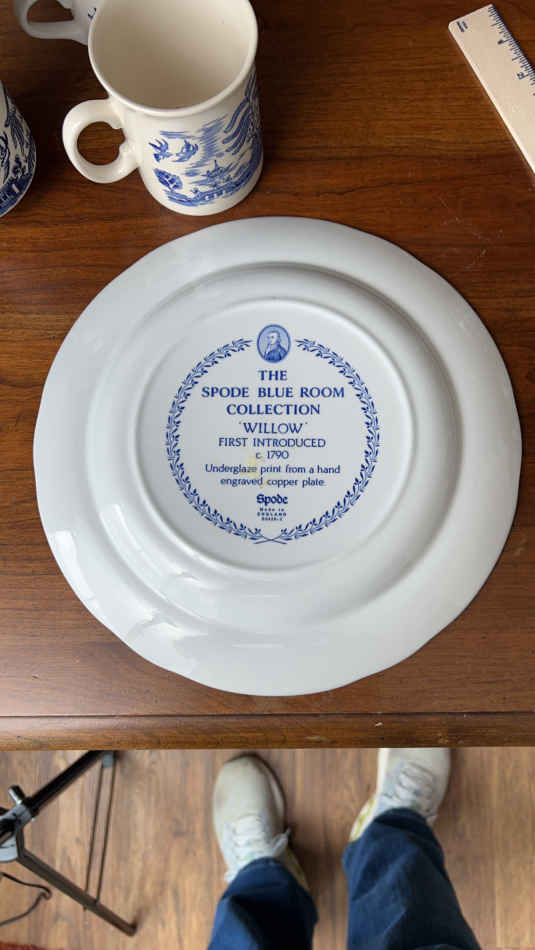 THE
SPODE BLUE ROOM
COLLECTION
'WILLOW'
FIRST INTRODUCED
c. 1790
Underglaze print from a hand
engraved copper plate.
Spode
Made in
ENGLAND